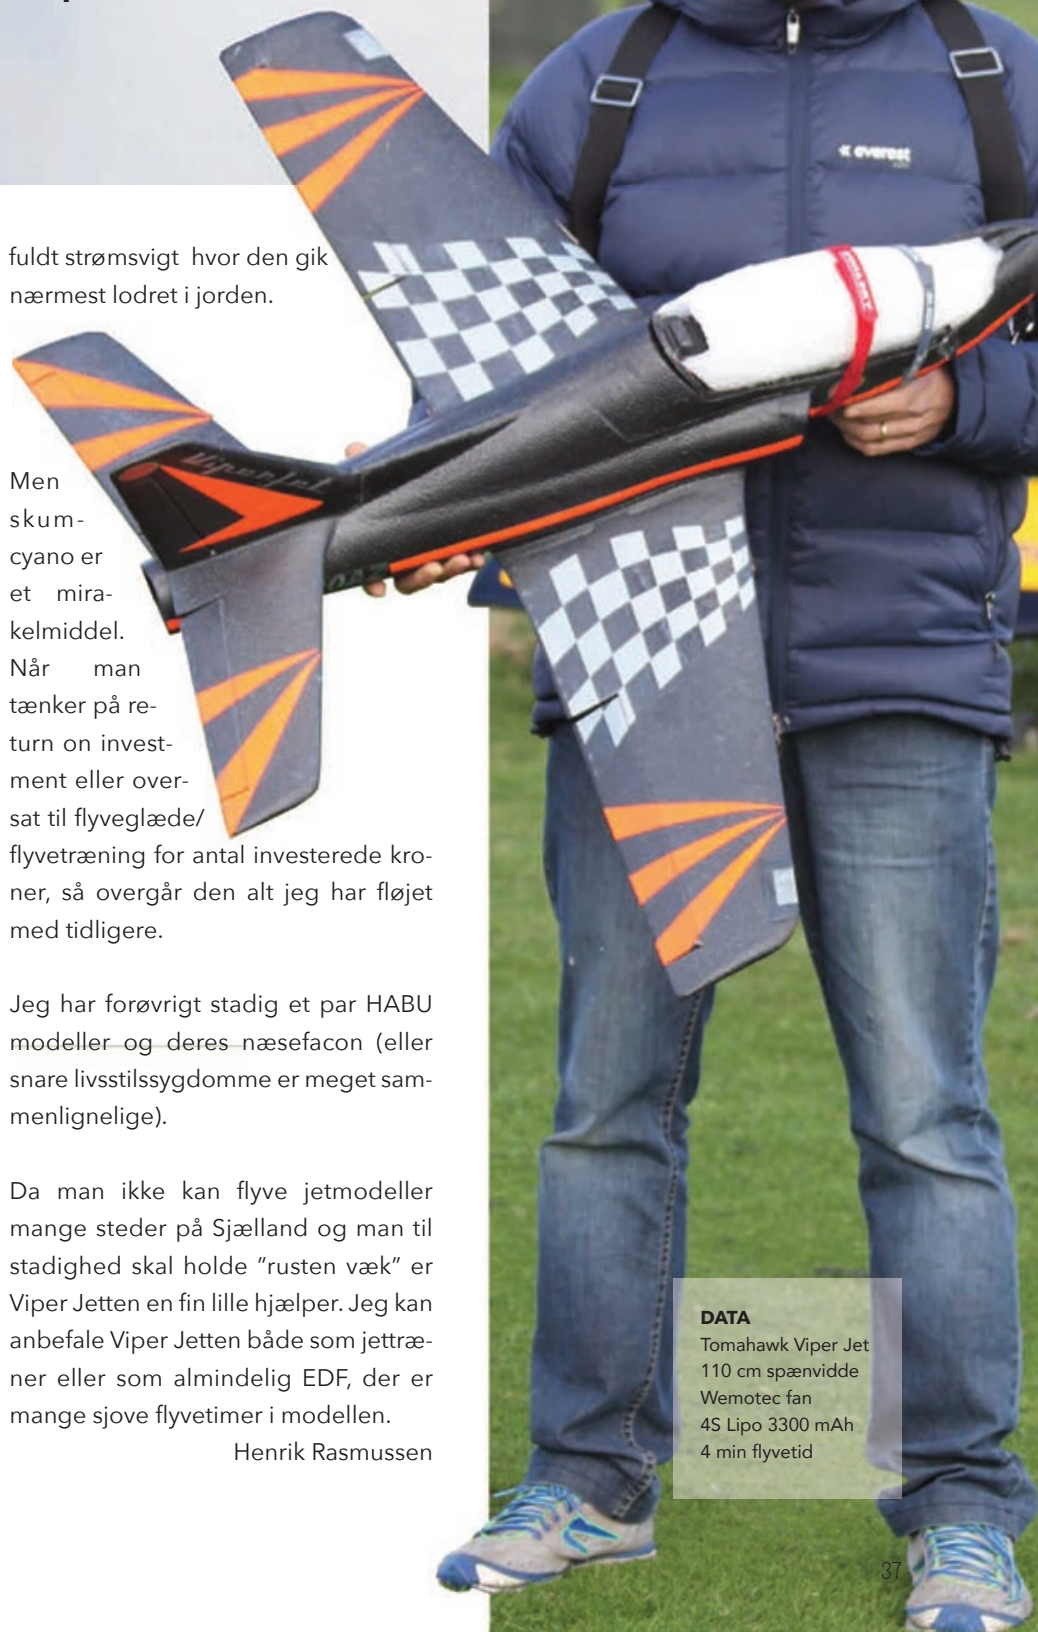 everest
fuldt strømsvigt hvor den gik
nærmest lodret i jorden.
ViperJet
Men
skum-
cyano er
et mira-
kelmiddel.
Når man
tænker på re-
turn on invest-
ment eller over-
sat til flyveglæde/
flyvetræning for antal investerede kro-
ner, så overgår den alt jeg har fløjet
med tidligere.
Jeg har forøvrigt stadig et par HABU
modeller og deres næsefacon (eller
snare livsstilssygdomme er meget sam-
menlignelige).
Da man ikke kan flyve jetmodeller
mange steder på Sjælland og man til
stadighed skal holde ”rusten væk” er
Viper Jetten en fin lille hjælper. Jeg kan
anbefale Viper Jetten både som jettræ-
ner eller som almindelig EDF, der er
mange sjove flyvetimer i modellen.
Henrik Rasmussen
DATA
Tomahawk Viper Jet
110 cm spænvidde
Wemotec fan
4S Lipo 3300 mAh
4 min flyvetid
37